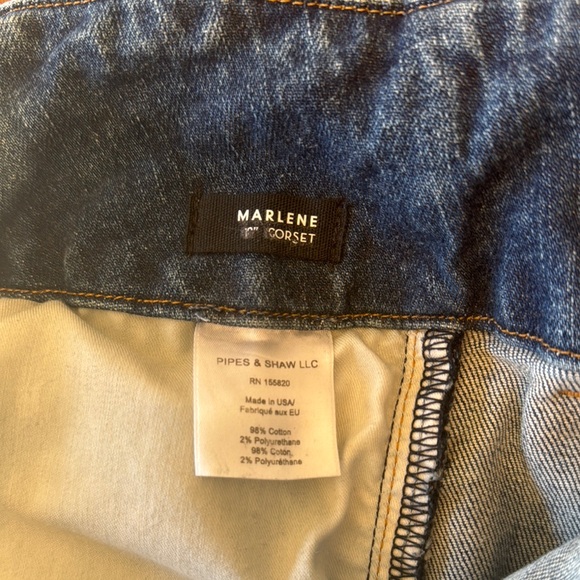 MARLENE
CORSET
PIPES & SHAW LLC
RN 155820
Made in USA/
Fabriqué aux EU
98% Cotton
2% Polyurethane
98% Coton,
2% Polyuréthane